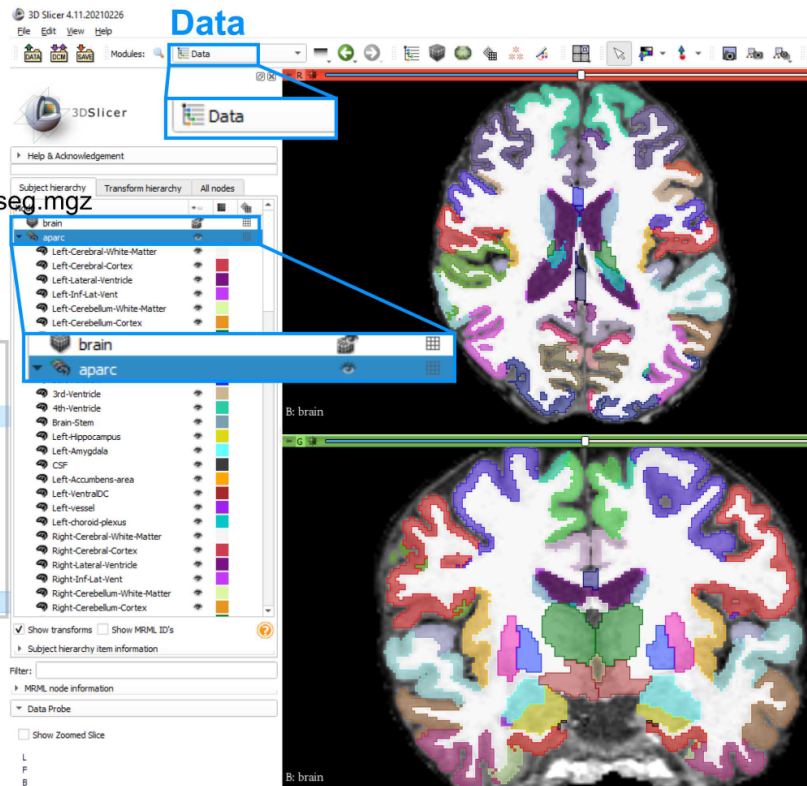 3D Slicer 4.11.20210226
Data
File Edit View Help
DATA DCM SAVE Modules: Data
R
3DSlicer
Data
Help & Acknowledgement
Subject hierarchy Transform hierarchy All nodes
seg.mgz
brain
aparc
Left-Cerebral-White-Matter
Left-Cerebral-Cortex
Left-Lateral-Ventricle
Left-Inf-Lat-Vent
Left-Cerebellum-White-Matter
Left-Cerebellum-Cortex
brain
aparc
3rd-Ventricle
4th-Ventricle
Brain-Stem
Left-Hippocampus
Left-Amygdala
CSF
Left-Accumbens-area
Left-VentralDC
Left-vessel
Left-choroid-plexus
Right-Cerebral-White-Matter
Right-Cerebral-Cortex
Right-Lateral-Ventricle
Right-Inf-Lat-Vent
Right-Cerebellum-White-Matter
Right-Cerebellum-Cortex
B: brain
G
Show transforms Show MRML ID's
Subject hierarchy item information
Filter:
MRML node information
Data Probe
Show Zoomed Slice
L
F
B
B: brain